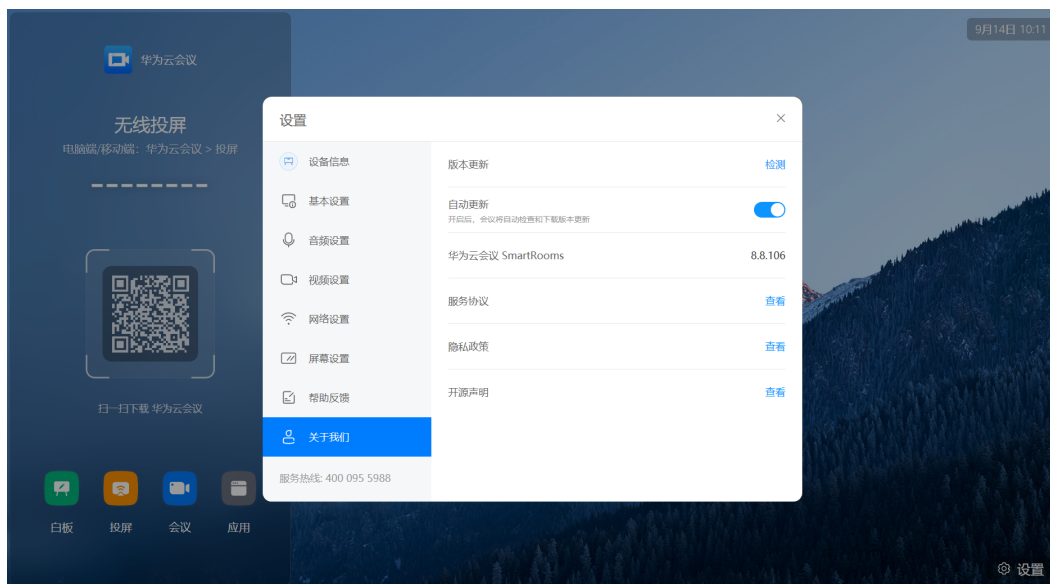 9月14日 10:11
华为云会议
无线投屏
电脑端/移动端: 华为云会议 > 投屏
扫一扫下载 华为云会议
白板
投屏
会议
应用
设置
设备信息
基本设置
音频设置
视频设置
网络设置
屏幕设置
帮助反馈
关于我们
服务热线: 400 095 5988
版本更新 检测
自动更新
开启后，会议将自动检查和下载版本更新
华为云会议 SmartRooms 8.8.106
服务协议 查看
隐私政策 查看
开源声明 查看
设置